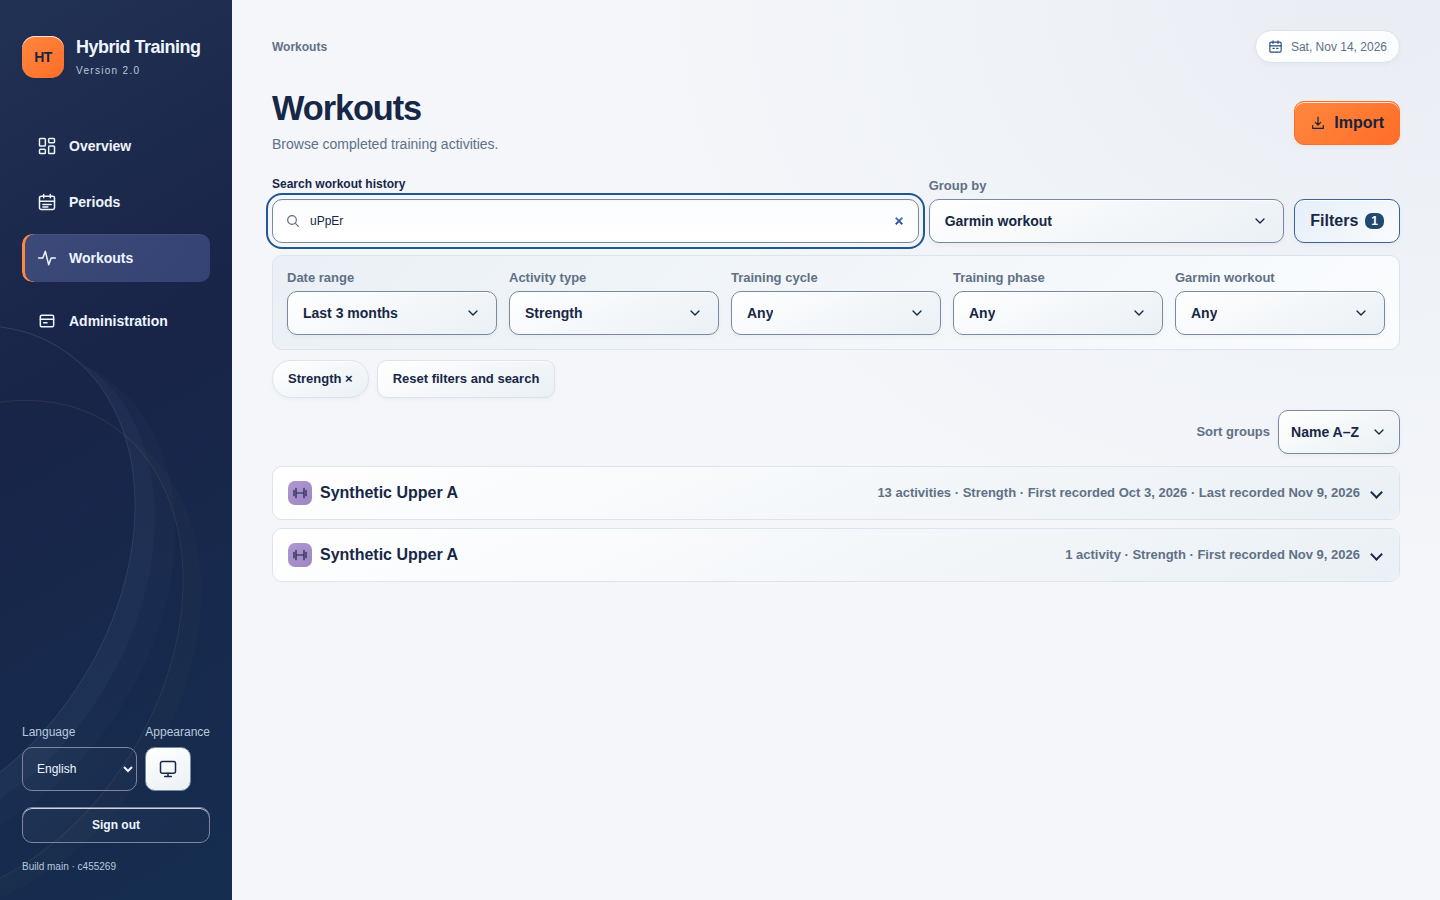 HT
Hybrid Training
Version 2.0
Overview
Periods
Workouts
Administration
Language
Appearance
English
Sign out
Build main · c455269
Workouts
Sat, Nov 14, 2026
Workouts
Browse completed training activities.
Import
Search workout history
uPpEr
×
Group by
Garmin workout
Filters 1
Date range
Last 3 months
Activity type
Strength
Training cycle
Any
Training phase
Any
Garmin workout
Any
Strength ×
Reset filters and search
Sort groups
Name A–Z
Synthetic Upper A
13 activities · Strength · First recorded Oct 3, 2026 · Last recorded Nov 9, 2026
Synthetic Upper A
1 activity · Strength · First recorded Nov 9, 2026